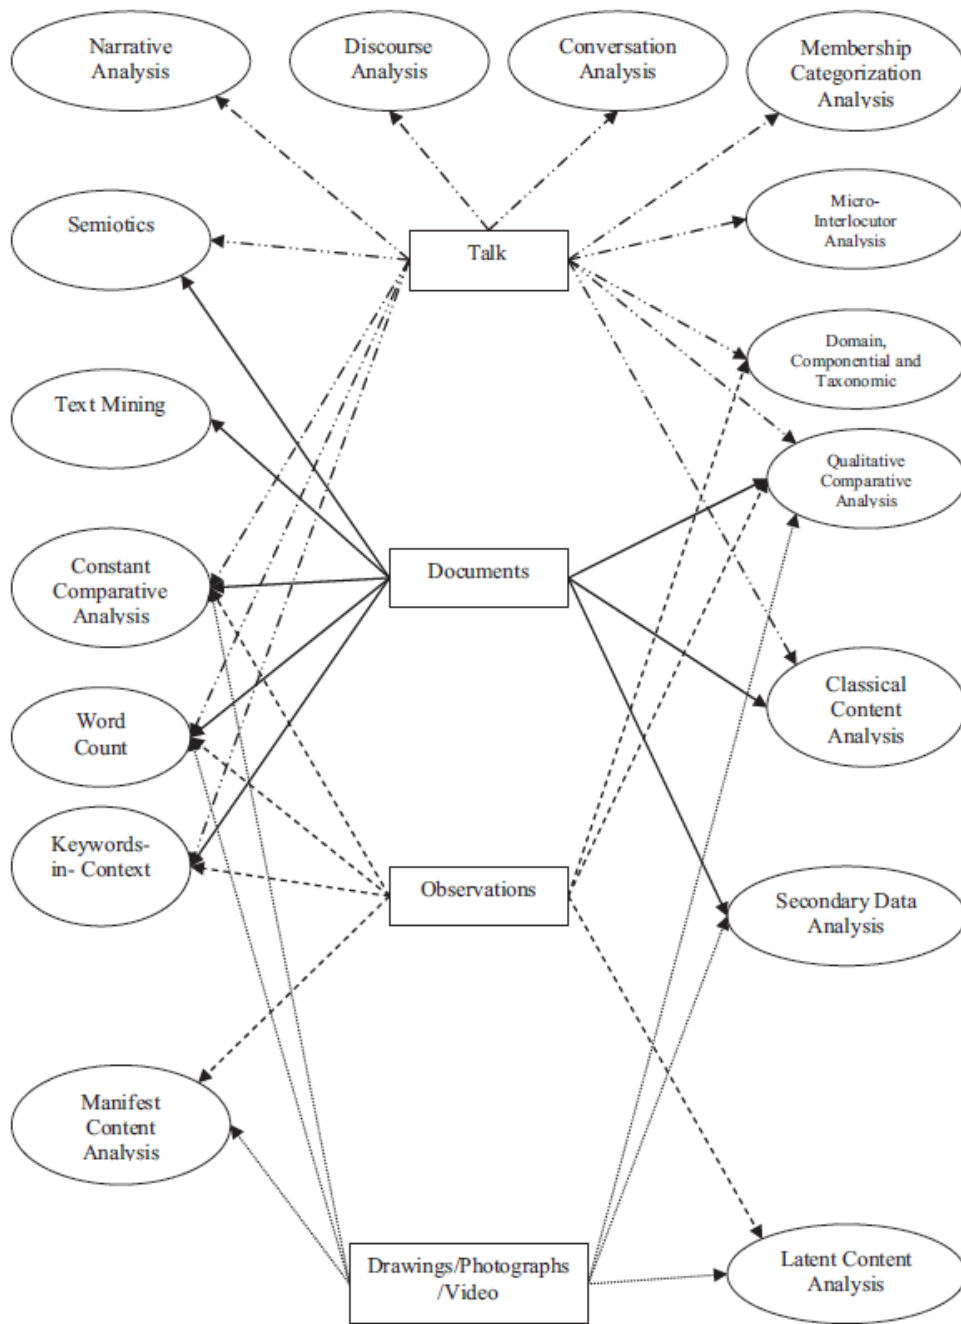 Narrative
Analysis
Discourse
Analysis
Conversation
Analysis
Membership
Categorization
Analysis
Semiotics
Talk
Micro-
Interlocutor
Analysis
Domain,
Componential and
Taxonomic
Text Mining
Qualitative
Comparative
Analysis
Constant
Comparative
Analysis
Documents
Classical
Content
Analysis
Word
Count
Keywords-
in- Context
Observations
Secondary Data
Analysis
Manifest
Content
Analysis
Drawings/Photographs
/Video
Latent Content
Analysis